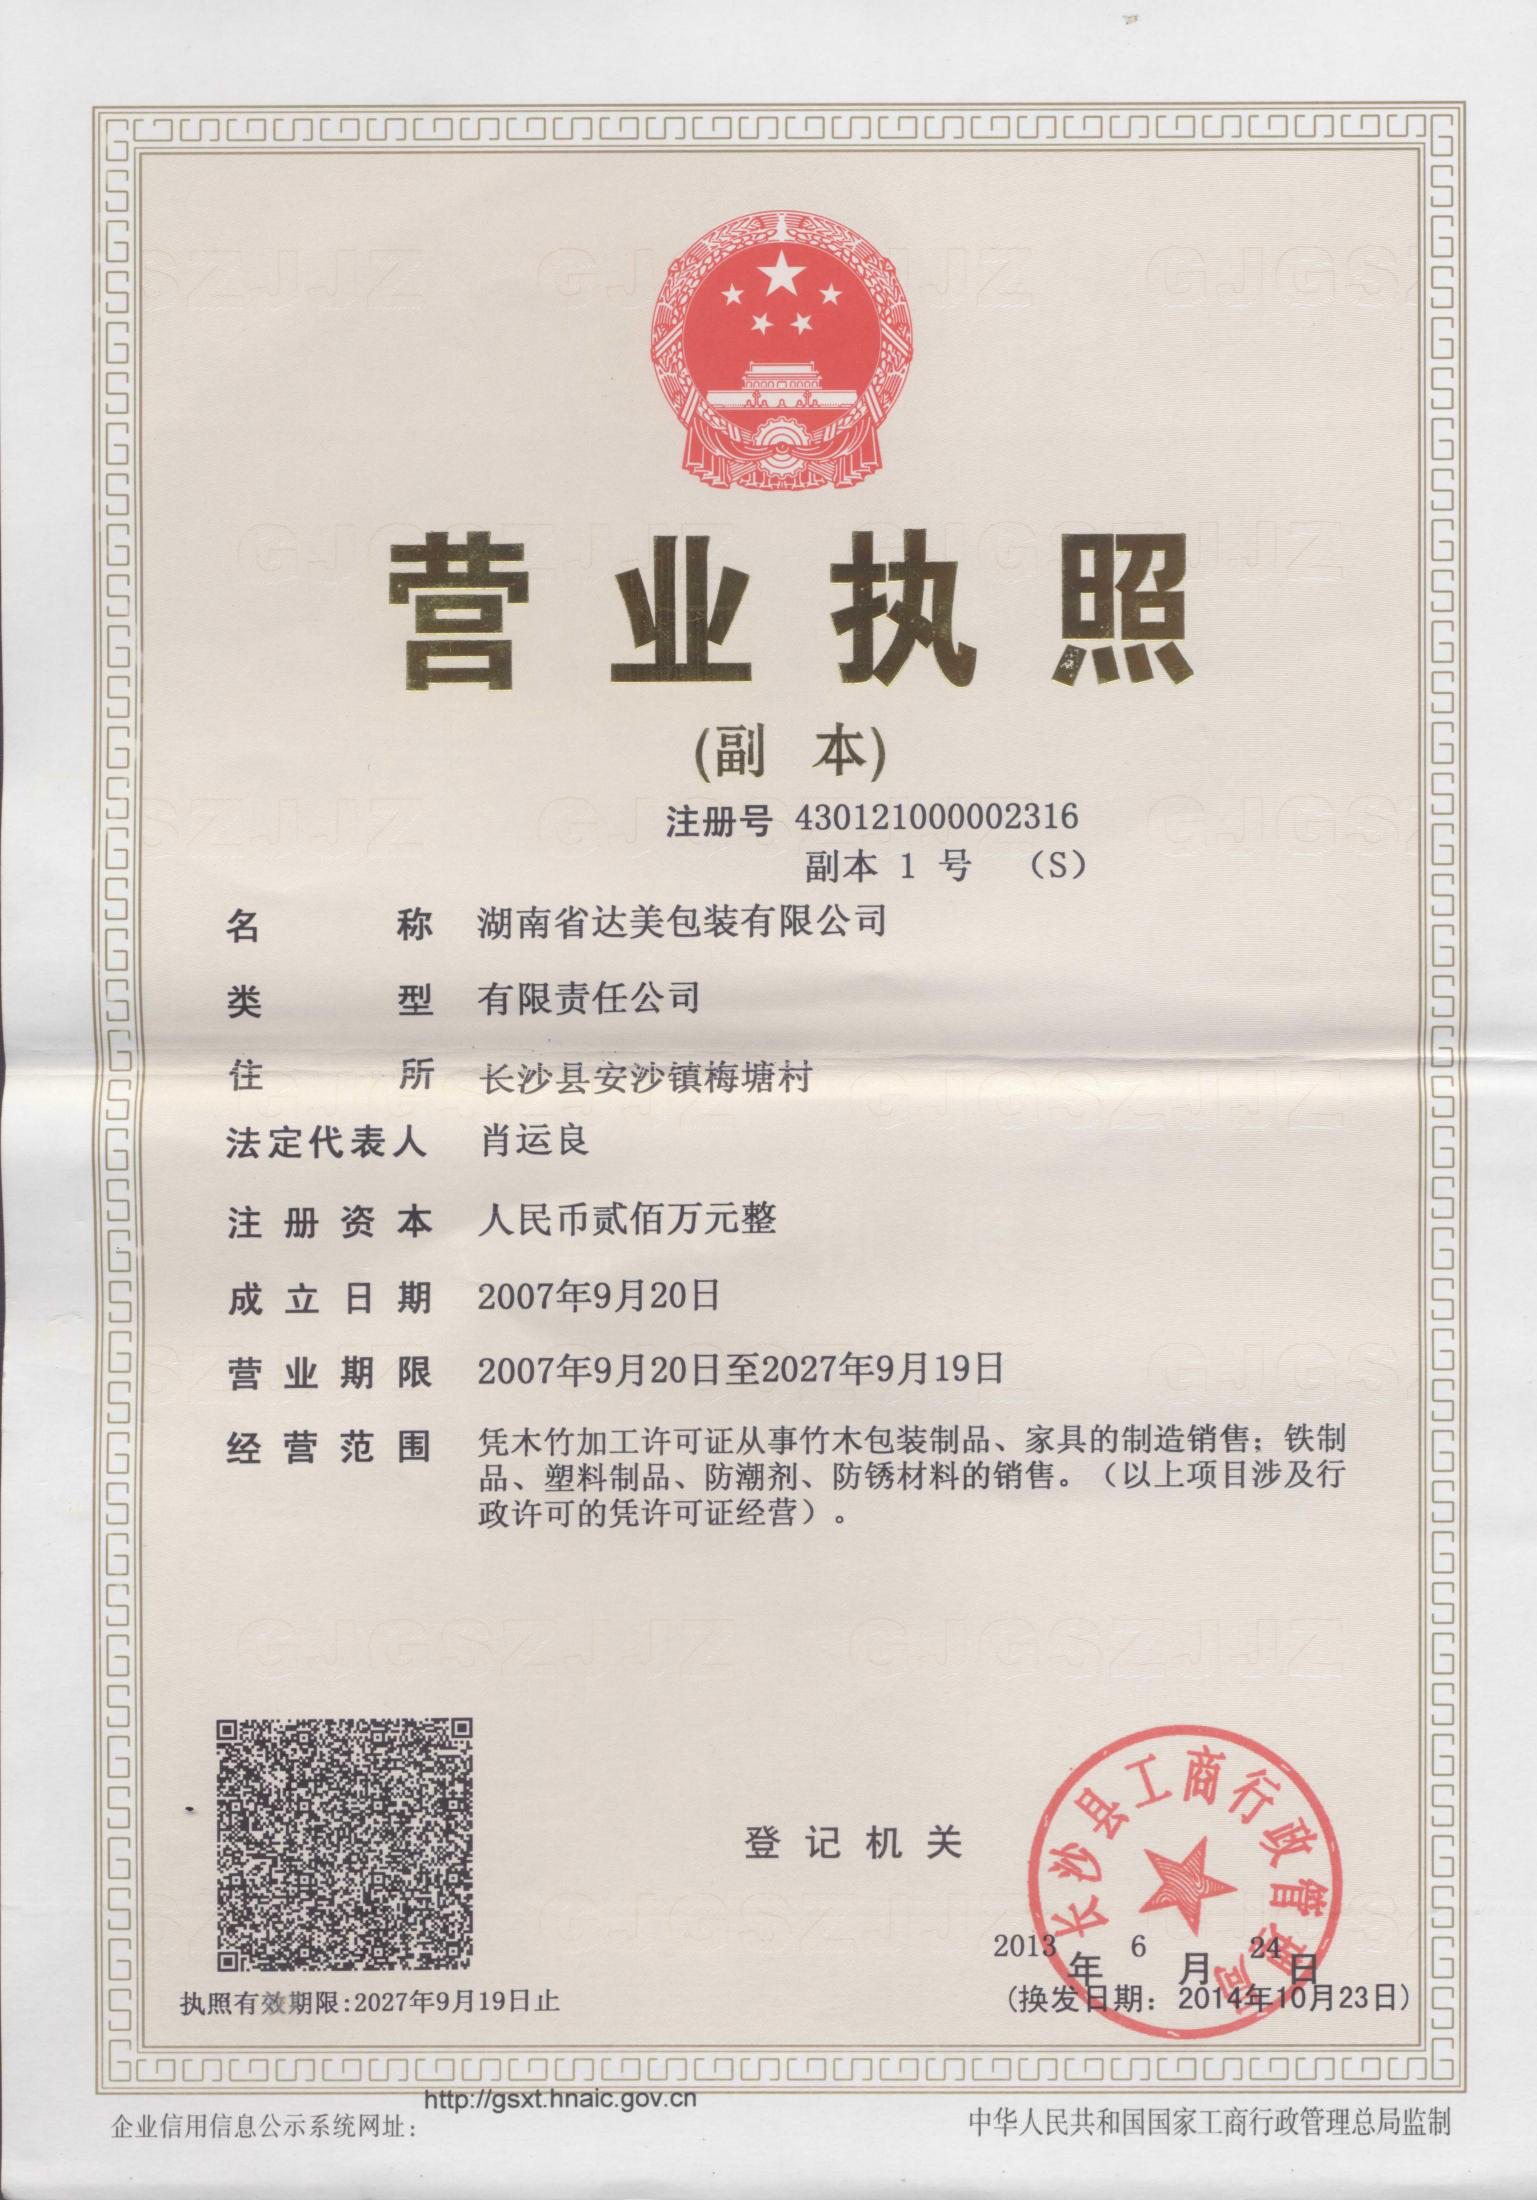 营业执照
(副 本)
注册号 430121000002316
副本 1 号 （S）
名称 湖南省达美包装有限公司
类型 有限责任公司
住所 长沙县安沙镇梅塘村
法定代表人 肖运良
注册资本 人民币贰佰万元整
成立日期 2007年9月20日
营业期限 2007年9月20日至2027年9月19日
经营范围 凭木竹加工许可证从事竹木包装制品、家具的制造销售；铁制
品、塑料制品、防潮剂、防锈材料的销售。（以上项目涉及行
政许可的凭许可证经营）。
登记机关
长沙县工商行政管理局
2013年6月24日
(换发日期：2014年10月23日)
执照有效期限:2027年9月19日止
http://gsxt.hnaic.gov.cn
企业信用信息公示系统网址:
中华人民共和国国家工商行政管理总局监制